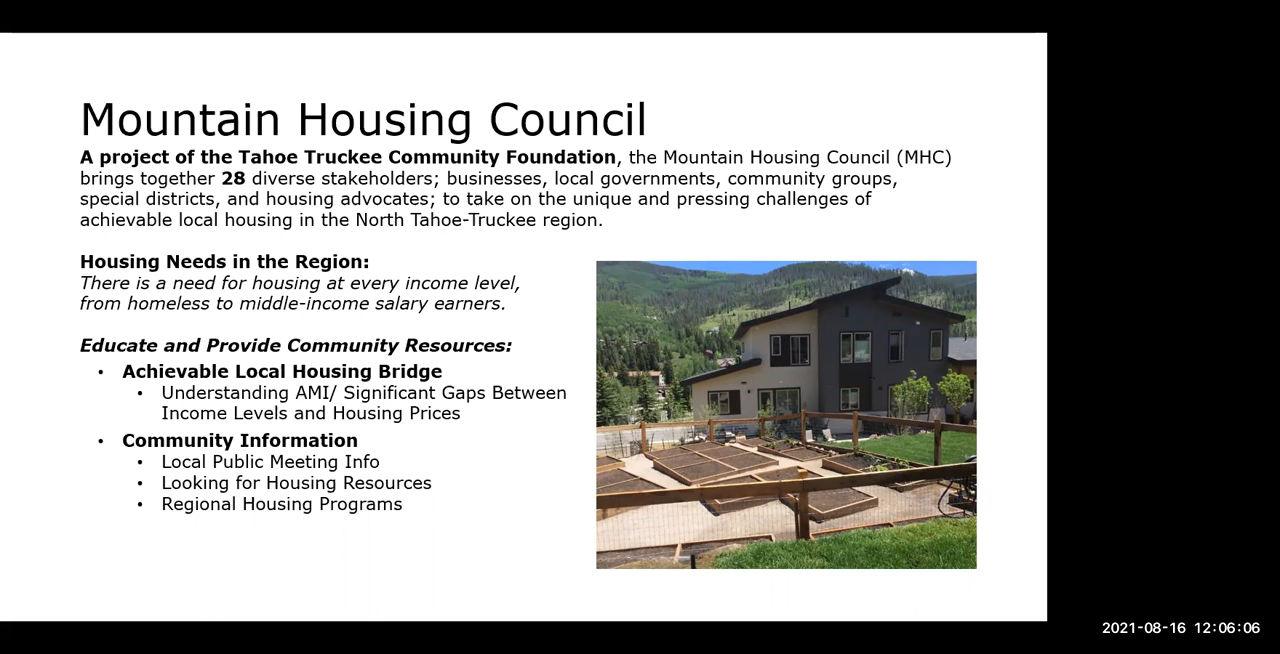 Mountain Housing Council
A project of the Tahoe Truckee Community Foundation, the Mountain Housing Council (MHC)
brings together 28 diverse stakeholders; businesses, local governments, community groups,
special districts, and housing advocates; to take on the unique and pressing challenges of
achievable local housing in the North Tahoe-Truckee region.
Housing Needs in the Region:
There is a need for housing at every income level,
from homeless to middle-income salary earners.
Educate and Provide Community Resources:
• Achievable Local Housing Bridge
• Understanding AMI/ Significant Gaps Between
Income Levels and Housing Prices
• Community Information
• Local Public Meeting Info
• Looking for Housing Resources
• Regional Housing Programs
2021-08-16 12:06:06